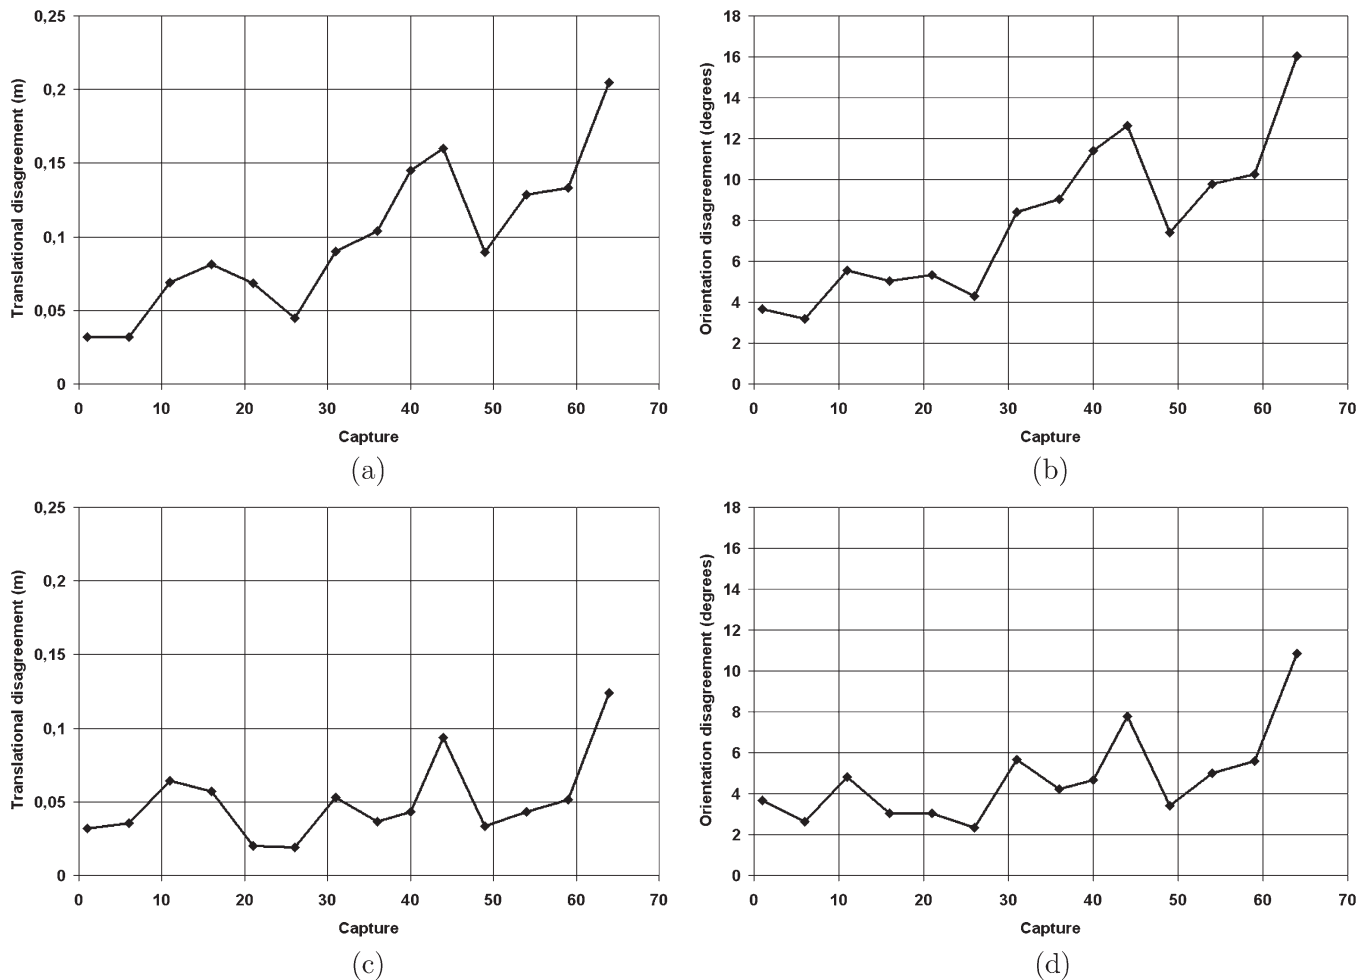 0,25
0,2
0,15
0,1
0,05
0
0 10 20 30 40 50 60 70
Translational disagreement (m)
Capture
(a)
18
16
14
12
10
8
6
4
2
0
0 10 20 30 40 50 60 70
Orientation disagreement (degrees)
Capture
(b)
0,25
0,2
0,15
0,1
0,05
0
0 10 20 30 40 50 60 70
Translational disagreement (m)
Capture
(c)
18
16
14
12
10
8
6
4
2
0
0 10 20 30 40 50 60 70
Orientation disagreement (degrees)
Capture
(d)